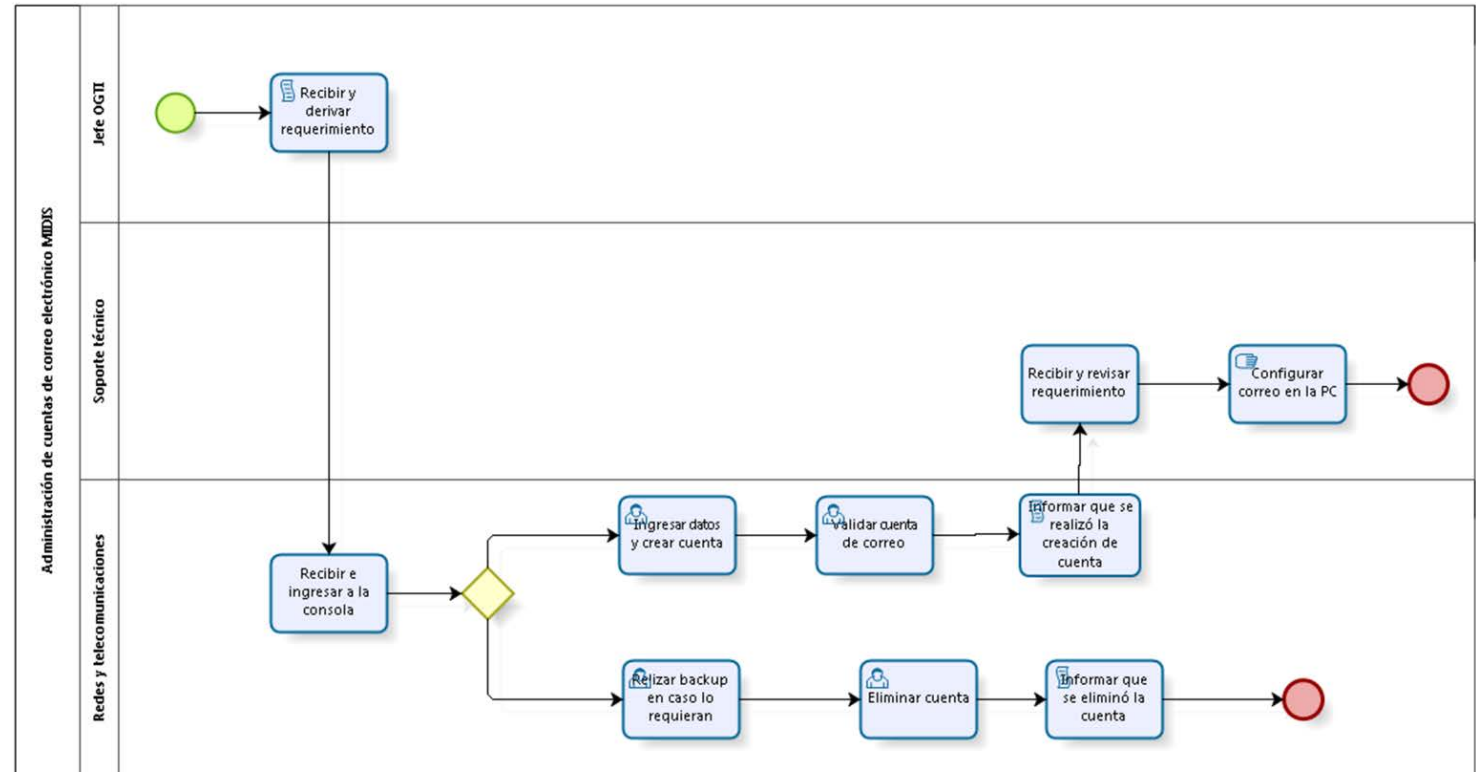 Administración de cuentas de correo electrónico MIDIS
Jefe OGTI
Recibir y
derivar
requerimiento
Soporte técnico
Recibir y revisar
requerimiento
Configurar
correo en la PC
Redes y telecomunicaciones
Recibir e
ingresar a la
consola
Ingresar datos
y crear cuenta
Validar cuenta
de correo
Informar que se
realizó la
creación de
cuenta
Relizar backup
en caso lo
requieran
Eliminar cuenta
Informar que
se eliminó la
cuenta